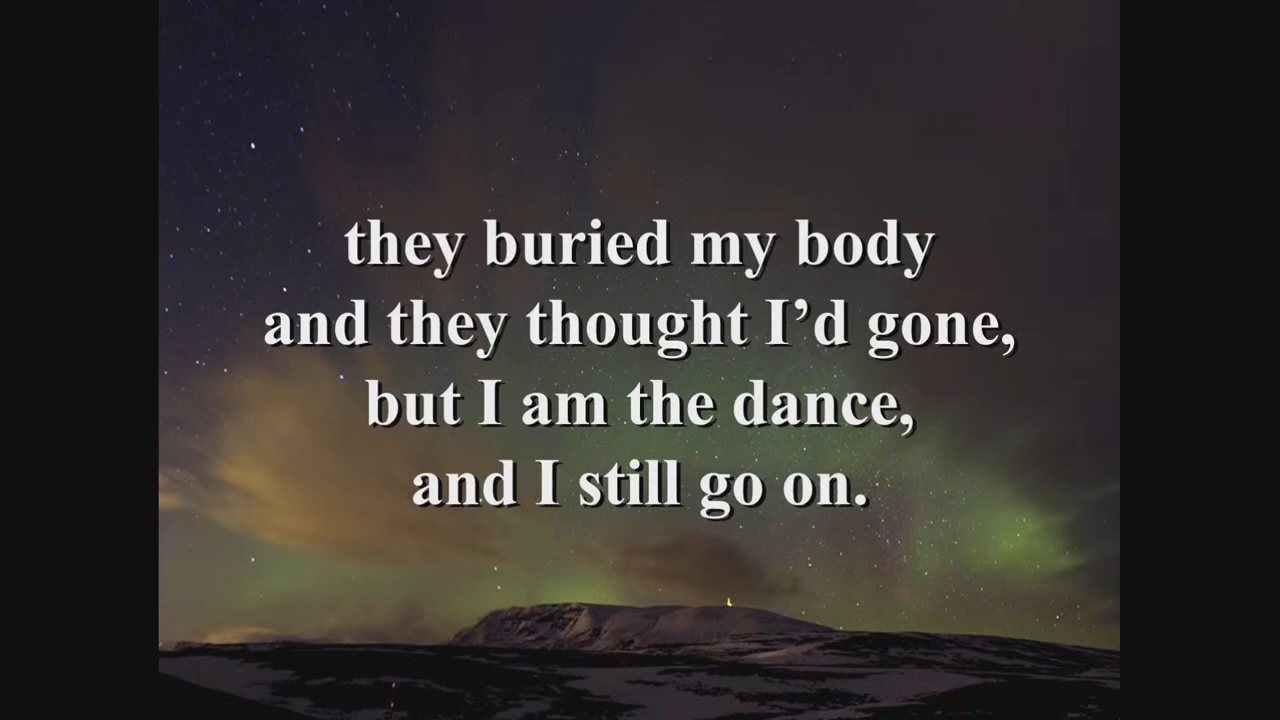 they buried my body
and they thought I’d gone,
but I am the dance,
and I still go on.